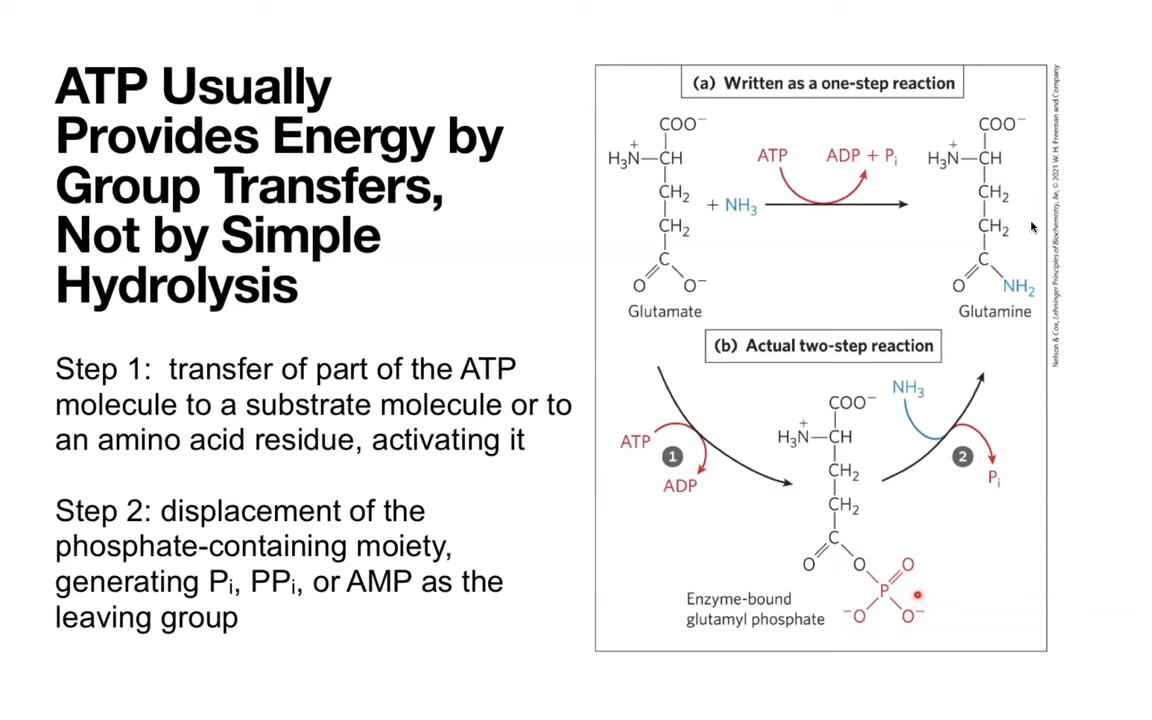 ATP Usually
Provides Energy by
Group Transfers,
Not by Simple
Hydrolysis
Step 1:  transfer of part of the ATP
molecule to a substrate molecule or to
an amino acid residue, activating it
Step 2: displacement of the
phosphate-containing moiety,
generating Pᵢ, PPᵢ, or AMP as the
leaving group
(a) Written as a one-step reaction
COO⁻
H₃N⁺—CH
CH₂
CH₂
C
O O⁻
Glutamate
+ NH₃
ATP ADP + Pᵢ
COO⁻
H₃N⁺—CH
CH₂
CH₂
C
O NH₂
Glutamine
(b) Actual two-step reaction
ATP
1
ADP
COO⁻
H₃N⁺—CH
CH₂
CH₂
C
O O O
P
⁻O O⁻
Enzyme-bound
glutamyl phosphate
NH₃
2
Pᵢ
Nelson & Cox, Lehninger Principles of Biochemistry, 8e, © 2021 W. H. Freeman and Company